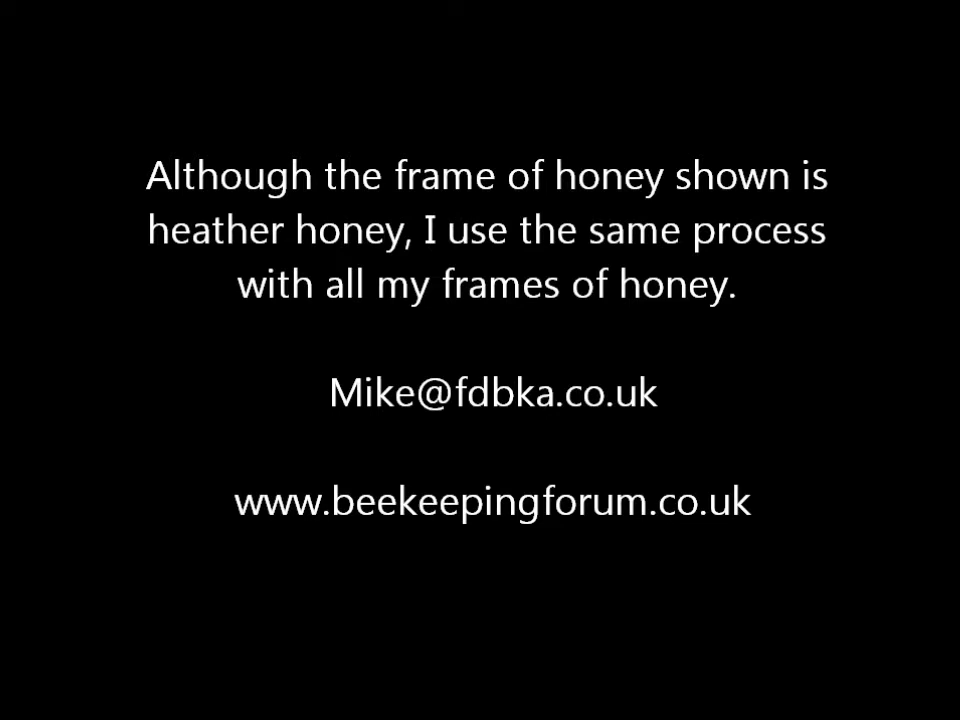 Although the frame of honey shown is
heather honey, I use the same process
with all my frames of honey.
Mike@fdbka.co.uk
www.beekeepingforum.co.uk